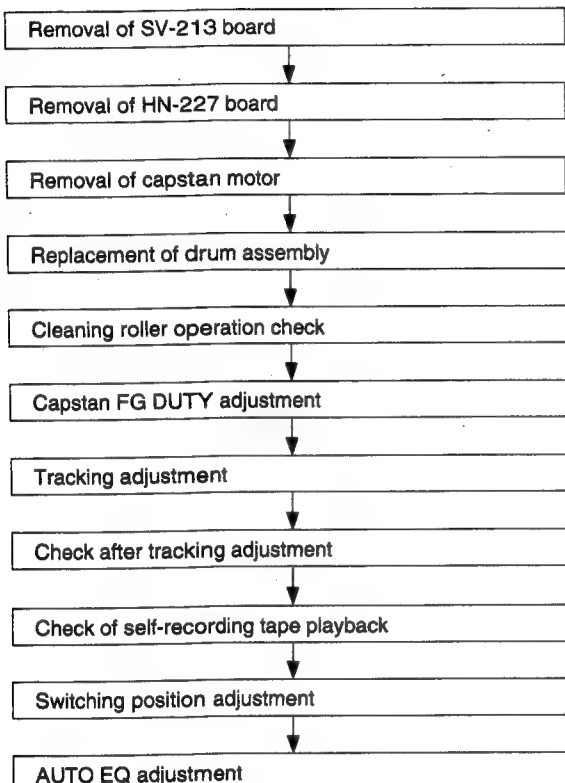 Removal of SV-213 board
Removal of HN-227 board
Removal of capstan motor
Replacement of drum assembly
Cleaning roller operation check
Capstan FG DUTY adjustment
Tracking adjustment
Check after tracking adjustment
Check of self-recording tape playback
Switching position adjustment
AUTO EQ adjustment